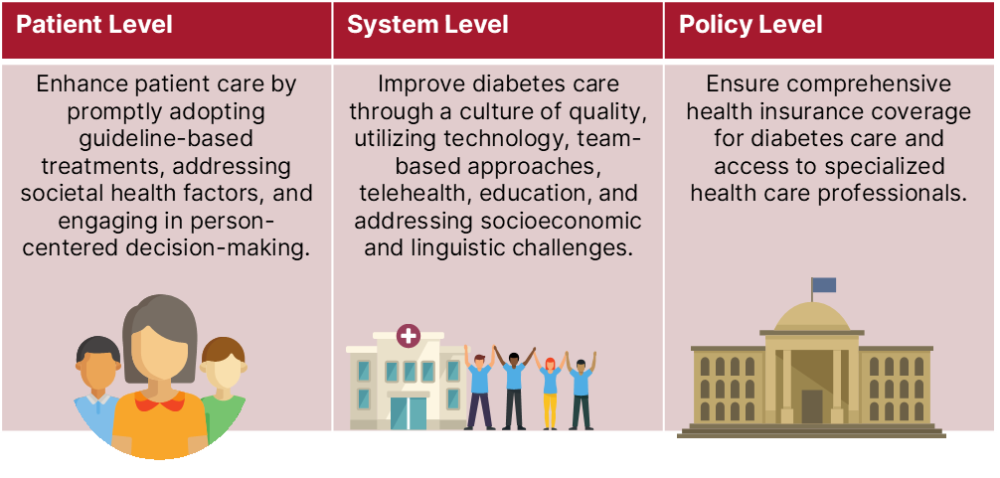 Patient Level
Enhance patient care by
promptly adopting
guideline-based
treatments, addressing
societal health factors, and
engaging in person-
centered decision-making.
System Level
Improve diabetes care
through a culture of quality,
utilizing technology, team-
based approaches,
telehealth, education, and
addressing socioeconomic
and linguistic challenges.
Policy Level
Ensure comprehensive
health insurance coverage
for diabetes care and
access to specialized
health care professionals.